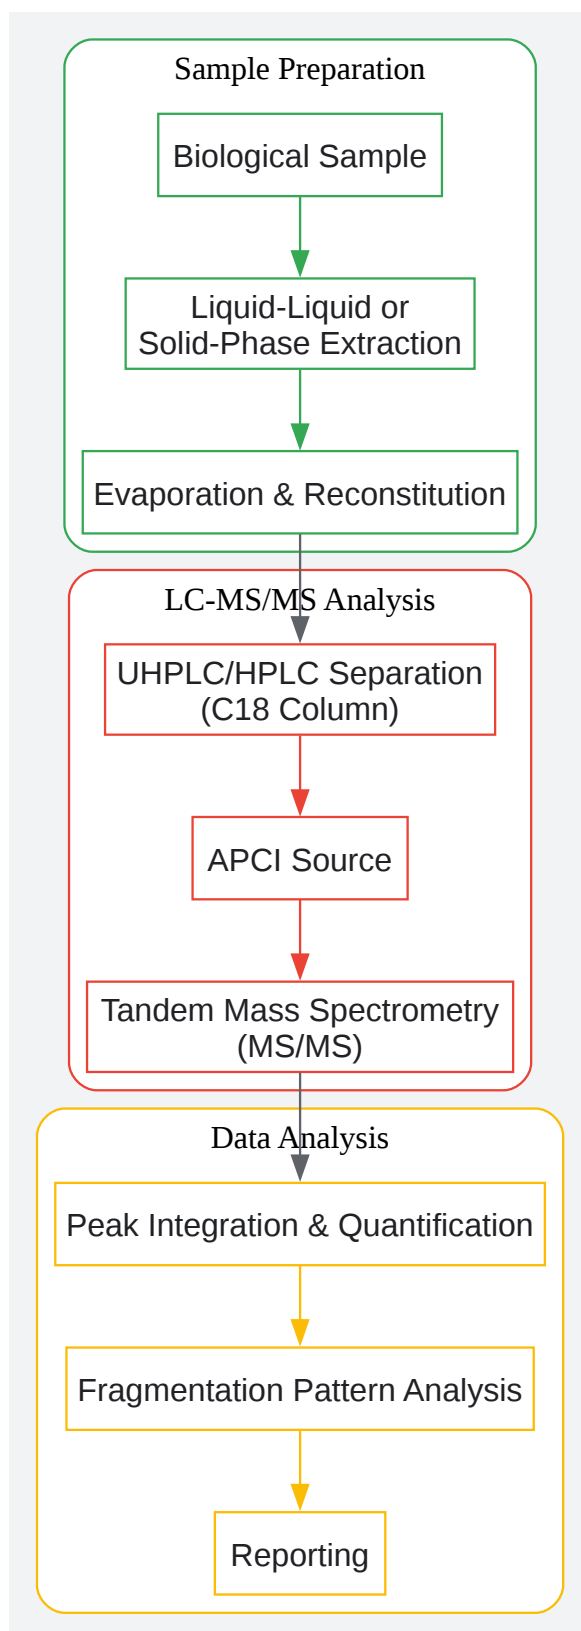 Sample Preparation
Biological Sample
Liquid-Liquid or
Solid-Phase Extraction
Evaporation & Reconstitution
LC-MS/MS Analysis
UHPLC/HPLC Separation
(C18 Column)
APCI Source
Tandem Mass Spectrometry
(MS/MS)
Data Analysis
Peak Integration & Quantification
Fragmentation Pattern Analysis
Reporting